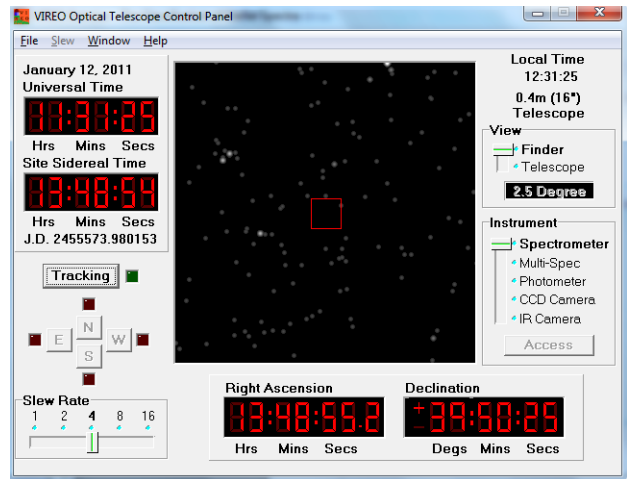 VIREO Optical Telescope Control Panel
File Slew Window Help
January 12, 2011
Universal Time
11:31:25
Hrs Mins Secs
Site Sidereal Time
13:48:54
Hrs Mins Secs
J.D. 2455573.980153
Tracking
N
E W
S
Slew Rate
1 2 4 8 16
Local Time
12:31:25
0.4m (16")
Telescope
View
Finder
Telescope
2.5 Degree
Instrument
Spectrometer
Multi-Spec
Photometer
CCD Camera
IR Camera
Access
Right Ascension
13:48:55.2
Hrs Mins Secs
Declination
+39:50:25
Degs Mins Secs